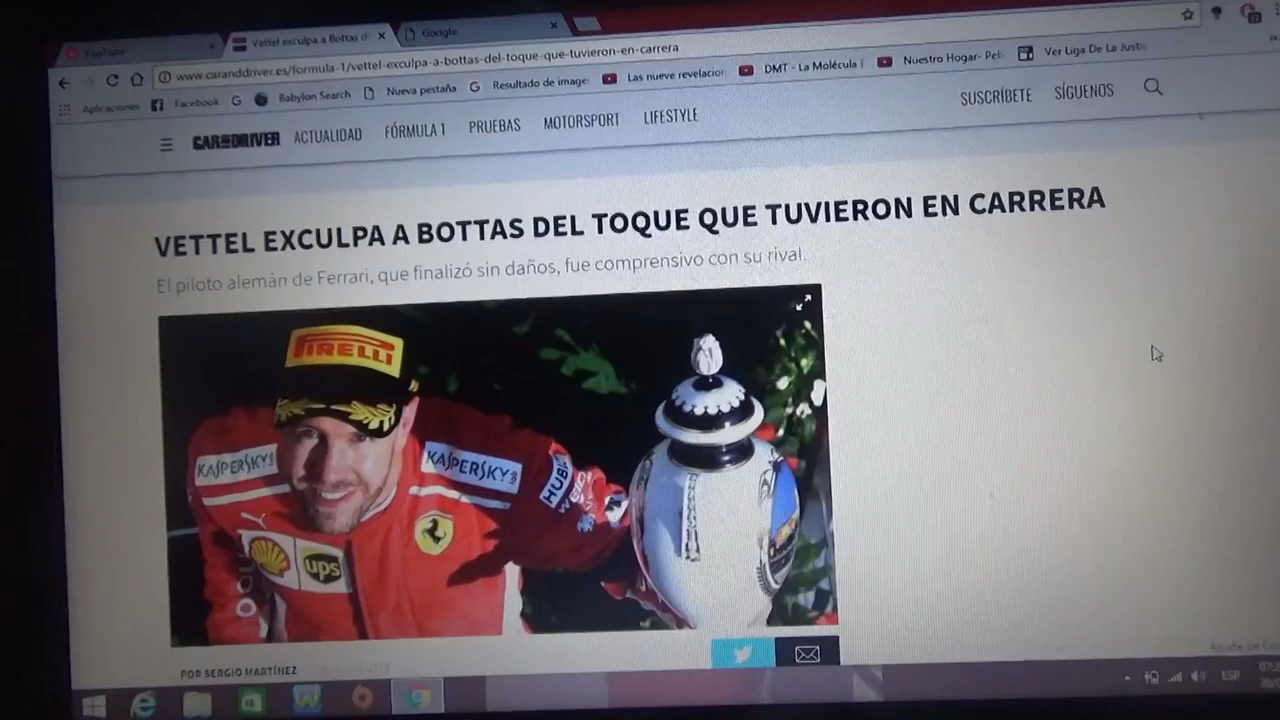 YouTube
Vettel exculpa a Bottas d
Google
www.caranddriver.es/formula-1/vettel-exculpa-a-bottas-del-toque-que-tuvieron-en-carrera
Aplicaciones Facebook Babylon Search Nueva pestaña Resultado de image Las nueve revelacion DMT - La Molécula Nuestro Hogar- Pel Ver Liga De La Justic
CAR AND DRIVER ACTUALIDAD FÓRMULA 1 PRUEBAS MOTORSPORT LIFESTYLE SUSCRÍBETE SÍGUENOS
VETTEL EXCULPA A BOTTAS DEL TOQUE QUE TUVIERON EN CARRERA
El piloto alemán de Ferrari, que finalizó sin daños, fue comprensivo con su rival.
PIRELLI
KASPERSKY
KASPERSKY
HUBL
ups
POR SERGIO MARTÍNEZ
ESP